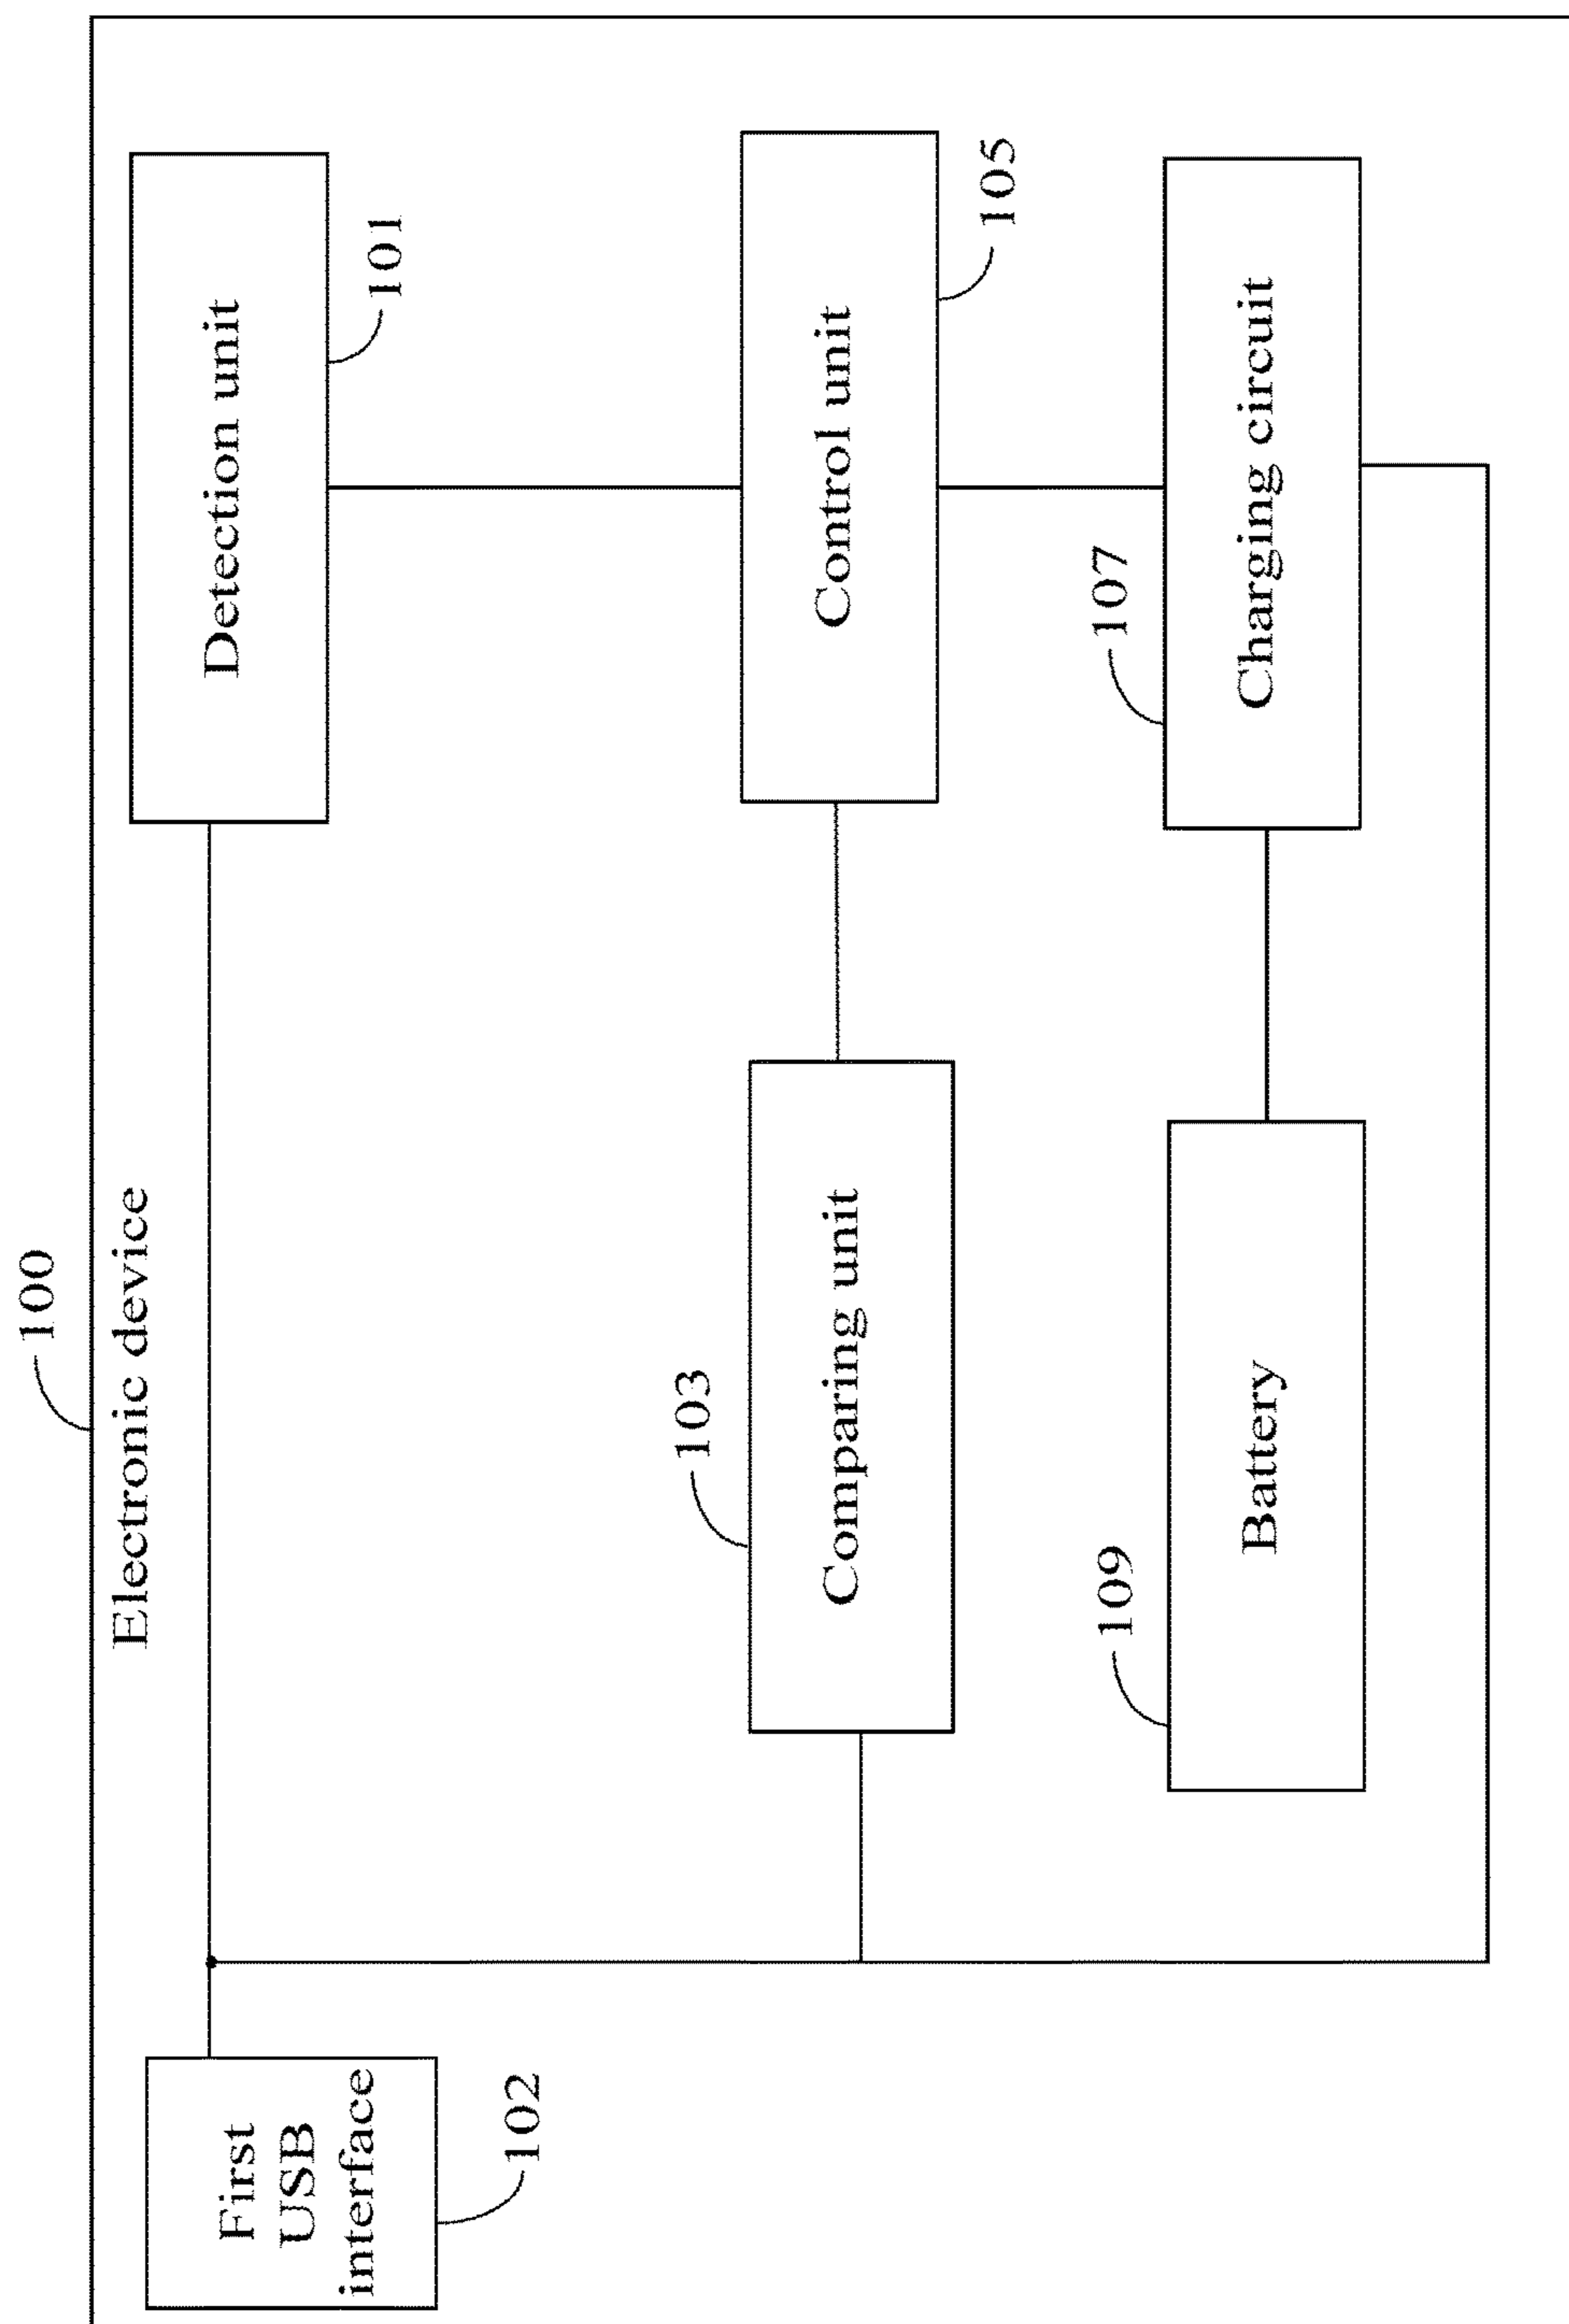 100
Electronic device
First
USB
interface
102
Detection unit
101
103
Comparing unit
Control unit
105
109
Battery
107
Charging circuit